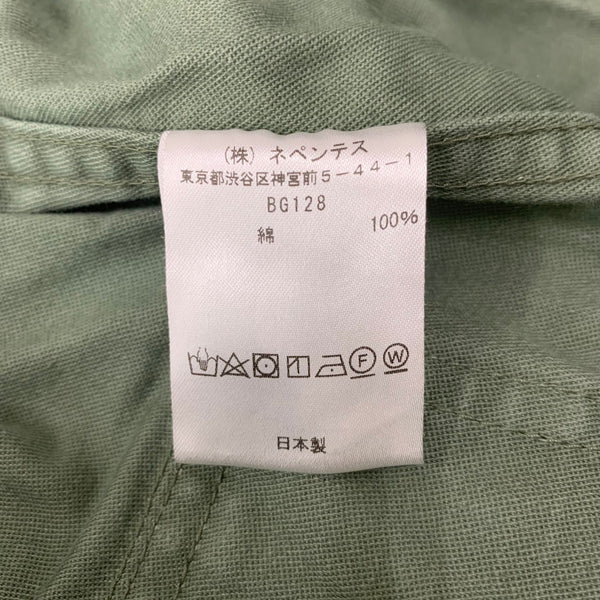 (株) ネペンテス
東京都渋谷区神宮前5-44-1
BG128
綿 100%
F W
日本製